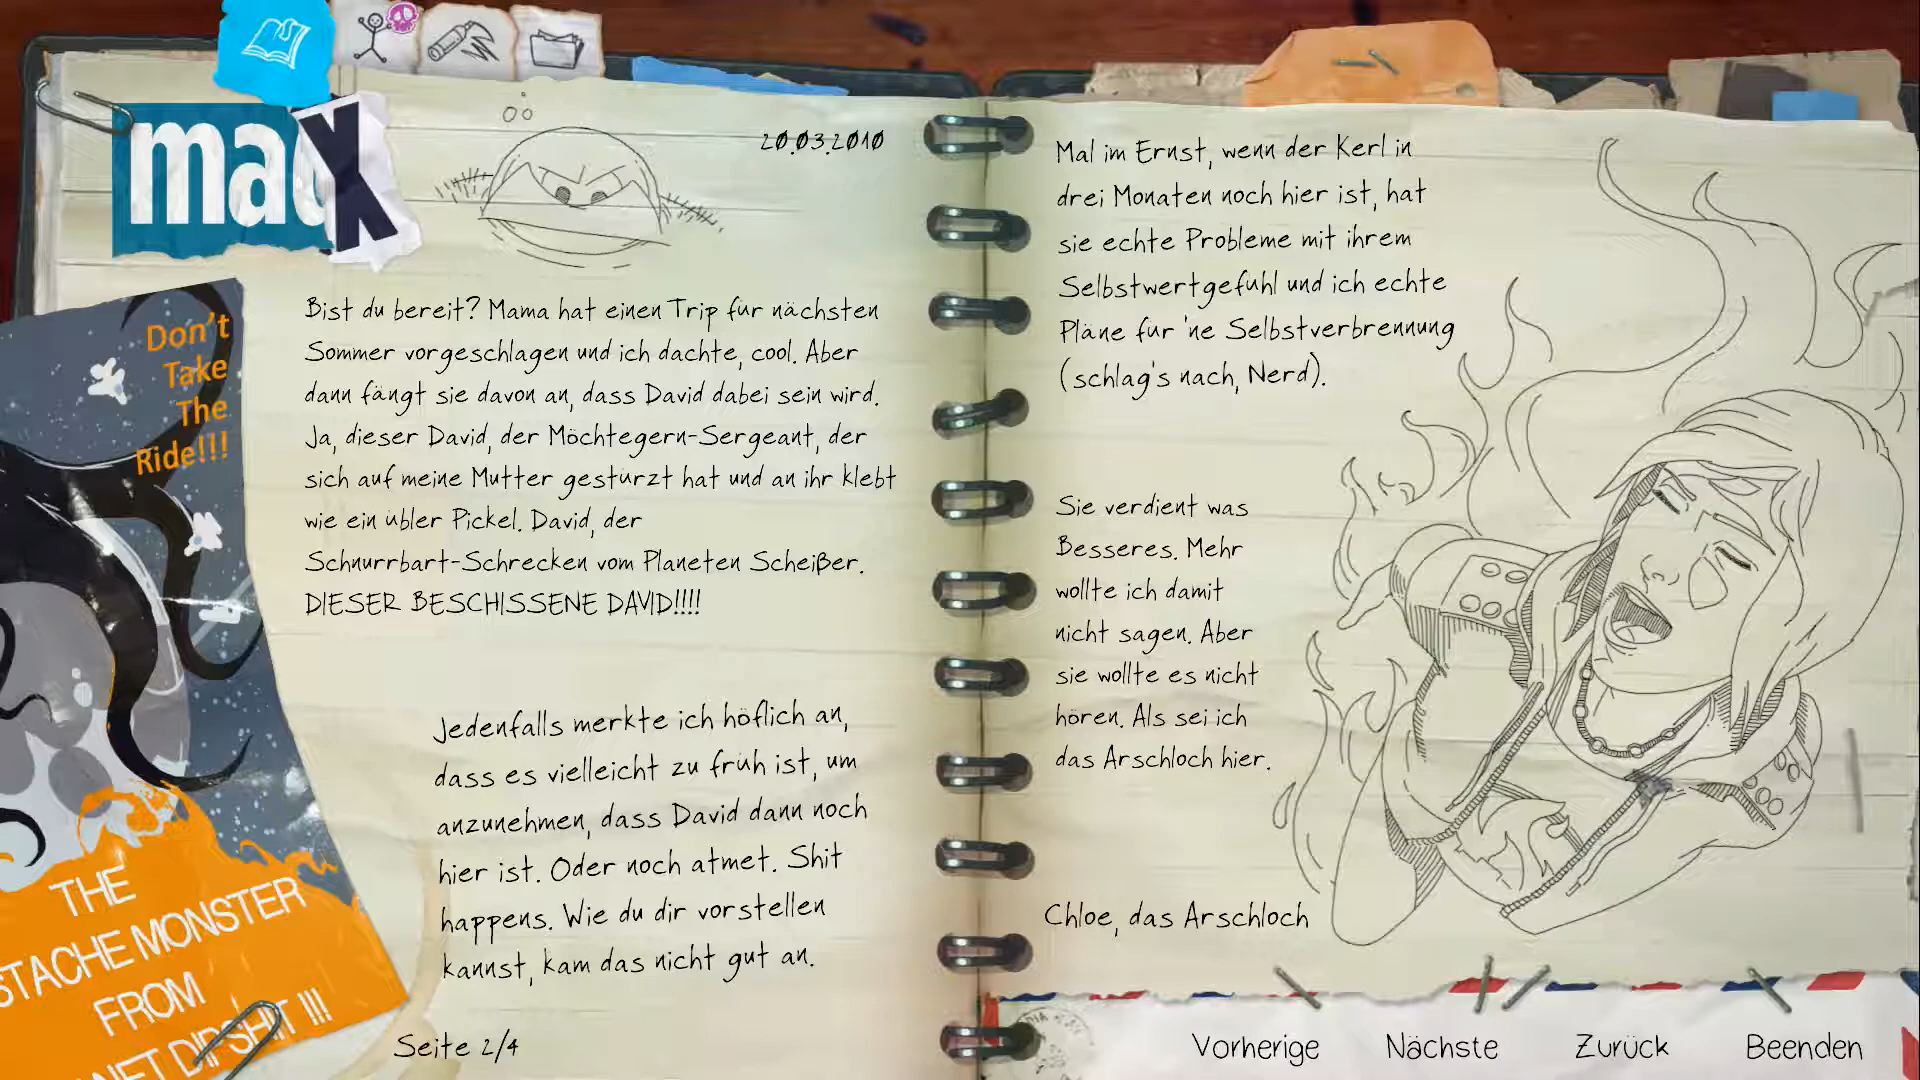 madX
20.03.2010
Don't
Take
The
Ride!!!
Bist du bereit? Mama hat einen Trip für nächsten
Sommer vorgeschlagen und ich dachte, cool. Aber
dann fängt sie davon an, dass David dabei sein wird.
Ja, dieser David, der Möchtegern-Sergeant, der
sich auf meine Mutter gestürzt hat und an ihr klebt
wie ein übler Pickel. David, der
Schnurrbart-Schrecken vom Planeten Scheißer.
DIESER BESCHISSENE DAVID!!!!
Jedenfalls merkte ich höflich an,
dass es vielleicht zu früh ist, um
anzunehmen, dass David dann noch
hier ist. Oder noch atmet. Shit
happens. Wie du dir vorstellen
kannst, kam das nicht gut an.
THE
STACHE MONSTER
FROM
NET DIPSHIT !!!
Seite 2/4
Mal im Ernst, wenn der Kerl in
drei Monaten noch hier ist, hat
sie echte Probleme mit ihrem
Selbstwertgefühl und ich echte
Pläne für 'ne Selbstverbrennung
(schlag's nach, Nerd).
Sie verdient was
Besseres. Mehr
wollte ich damit
nicht sagen. Aber
sie wollte es nicht
hören. Als sei ich
das Arschloch hier.
Chloe, das Arschloch
Vorherige Nächste Zurück Beenden